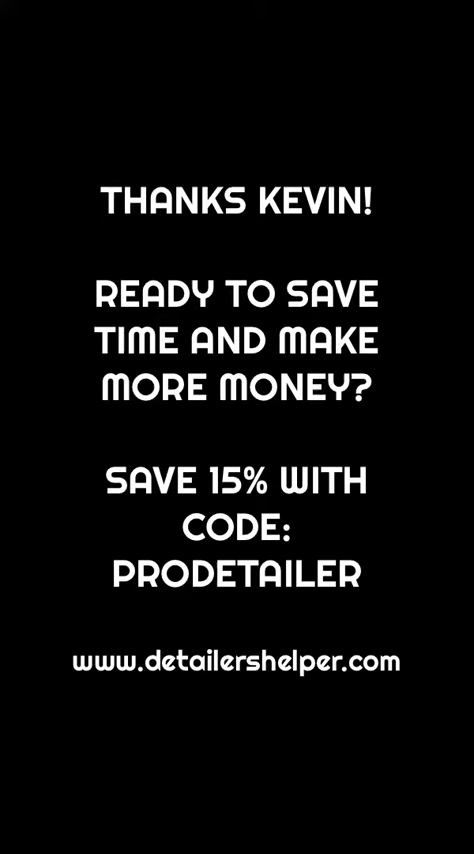 THANKS KEVIN!
READY TO SAVE
TIME AND MAKE
MORE MONEY?
SAVE 15% WITH
CODE:
PRODETAILER
www.detailershelper.com